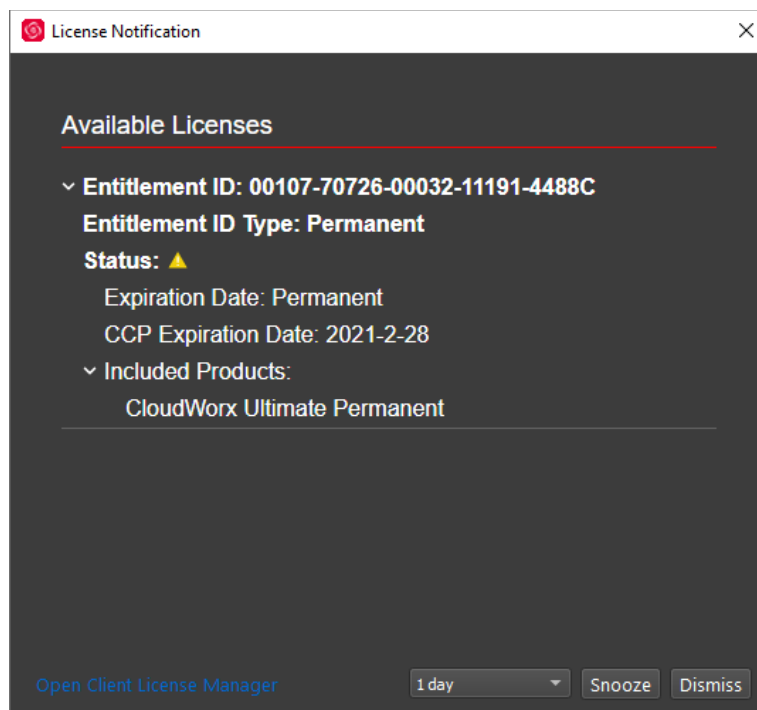 License Notification
Available Licenses
Entitlement ID: 00107-70726-00032-11191-4488C
Entitlement ID Type: Permanent
Status:
Expiration Date: Permanent
CCP Expiration Date: 2021-2-28
Included Products:
CloudWorx Ultimate Permanent
Open Client License Manager 1 day Snooze Dismiss